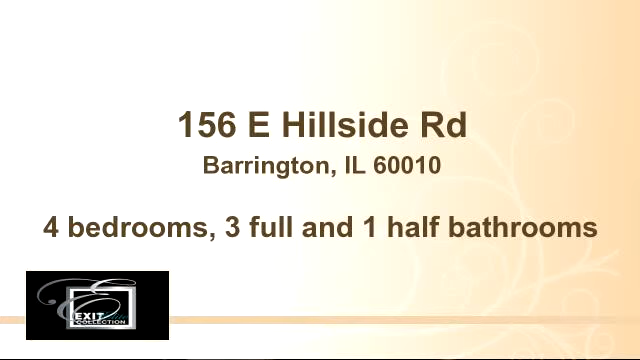 156 E Hillside Rd
Barrington, IL 60010
4 bedrooms, 3 full and 1 half bathrooms
EXIT
COLLECTION